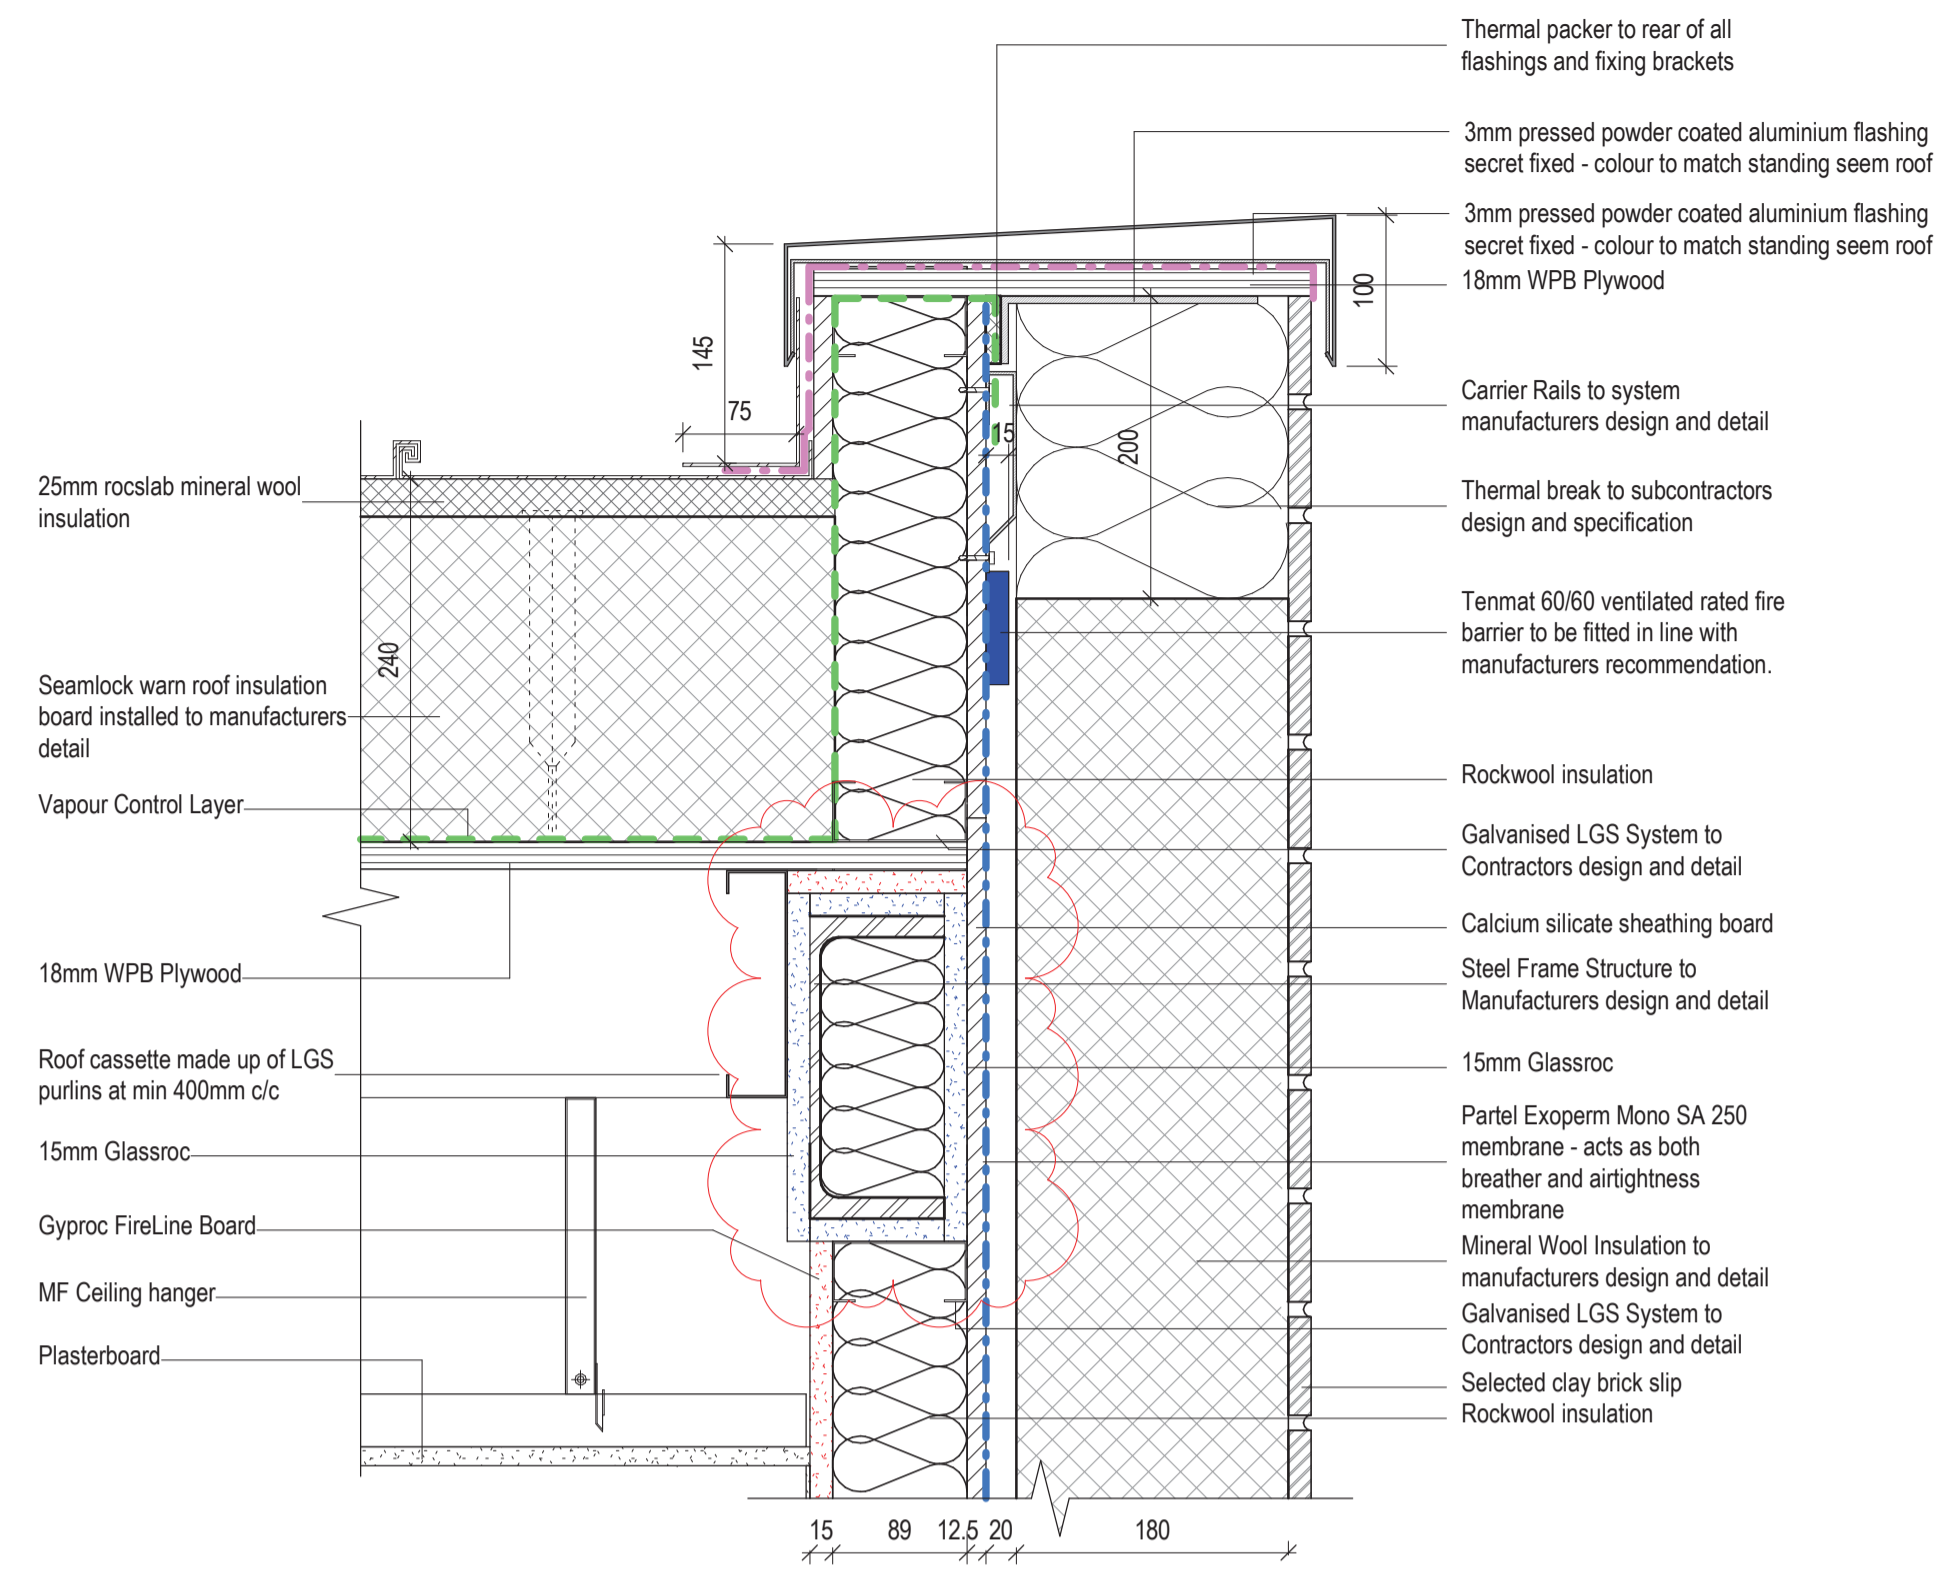 Thermal packer to rear of all
flashings and fixing brackets
3mm pressed powder coated aluminium flashing
secret fixed - colour to match standing seem roof
3mm pressed powder coated aluminium flashing
secret fixed - colour to match standing seem roof
18mm WPB Plywood
100
145
75
Carrier Rails to system
manufacturers design and detail
15
200
25mm rocslab mineral wool
insulation
Thermal break to subcontractors
design and specification
Tenmat 60/60 ventilated rated fire
barrier to be fitted in line with
manufacturers recommendation.
240
Seamlock warn roof insulation
board installed to manufacturers
detail
Rockwool insulation
Vapour Control Layer
Galvanised LGS System to
Contractors design and detail
Calcium silicate sheathing board
18mm WPB Plywood
Steel Frame Structure to
Manufacturers design and detail
Roof cassette made up of LGS
purlins at min 400mm c/c
15mm Glassroc
15mm Glassroc
Partel Exoperm Mono SA 250
membrane - acts as both
breather and airtightness
membrane
Gyproc FireLine Board
Mineral Wool Insulation to
manufacturers design and detail
MF Ceiling hanger
Galvanised LGS System to
Contractors design and detail
Plasterboard
Selected clay brick slip
Rockwool insulation
15 89 12.5 20 180